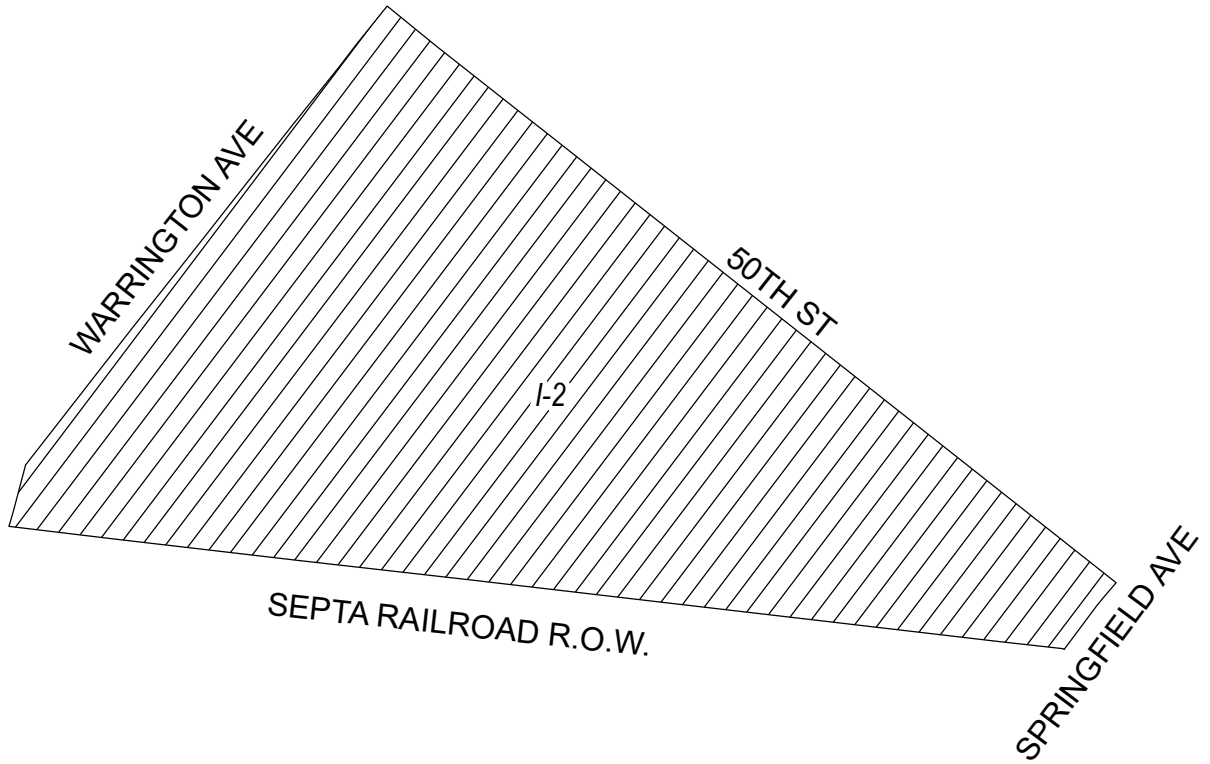 WARRINGTON AVE
50TH ST
I-2
SEPTA RAILROAD R.O.W.
SPRINGFIELD AVE